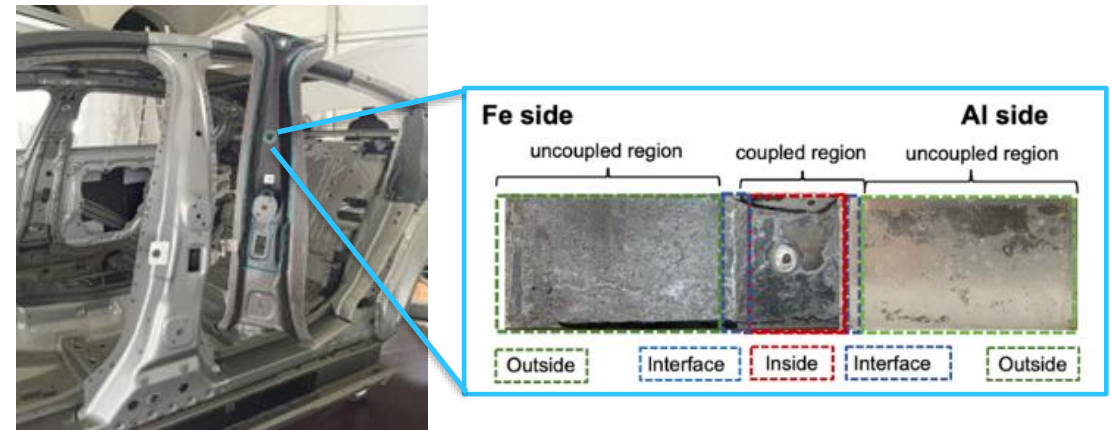 Fe side
Al side
uncoupled region
coupled region
uncoupled region
Outside
Interface
Inside
Interface
Outside